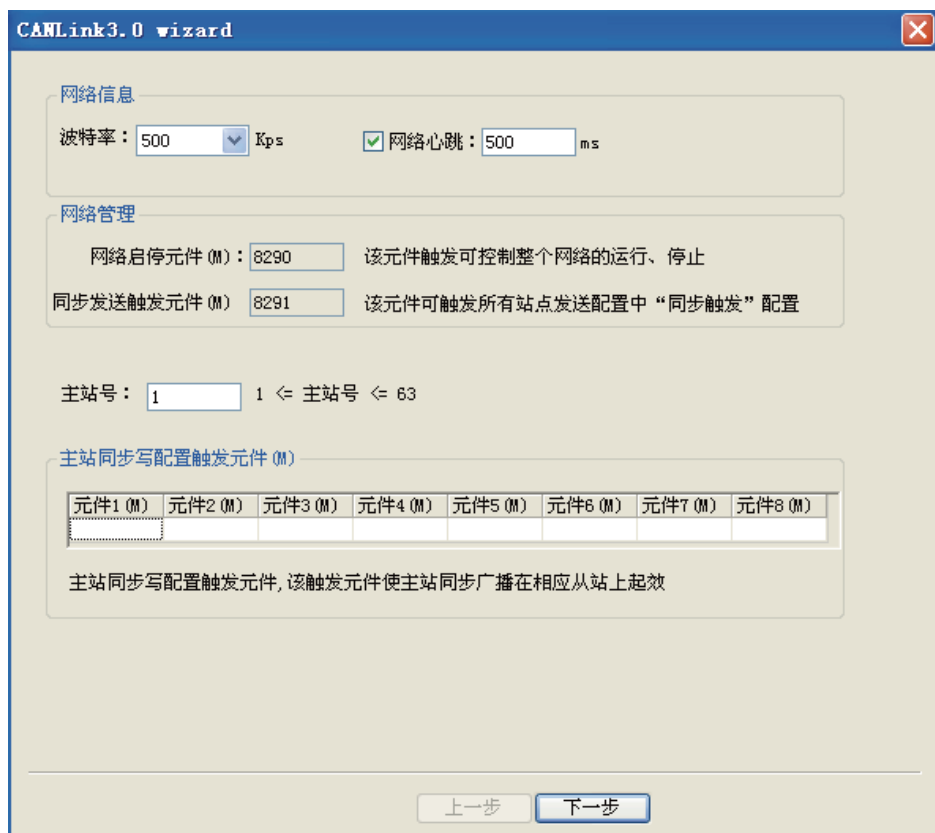 CANLink3.0 wizard
网络信息
波特率： 500 Kps 网络心跳： 500 ms
网络管理
网络启停元件(M)： 8290 该元件触发可控制整个网络的运行、停止
同步发送触发元件(M) 8291 该元件可触发所有站点发送配置中“同步触发”配置
主站号： 1 1 <= 主站号 <= 63
主站同步写配置触发元件(M)
元件1(M) 元件2(M) 元件3(M) 元件4(M) 元件5(M) 元件6(M) 元件7(M) 元件8(M)
主站同步写配置触发元件,该触发元件使主站同步广播在相应从站上起效
上一步 下一步